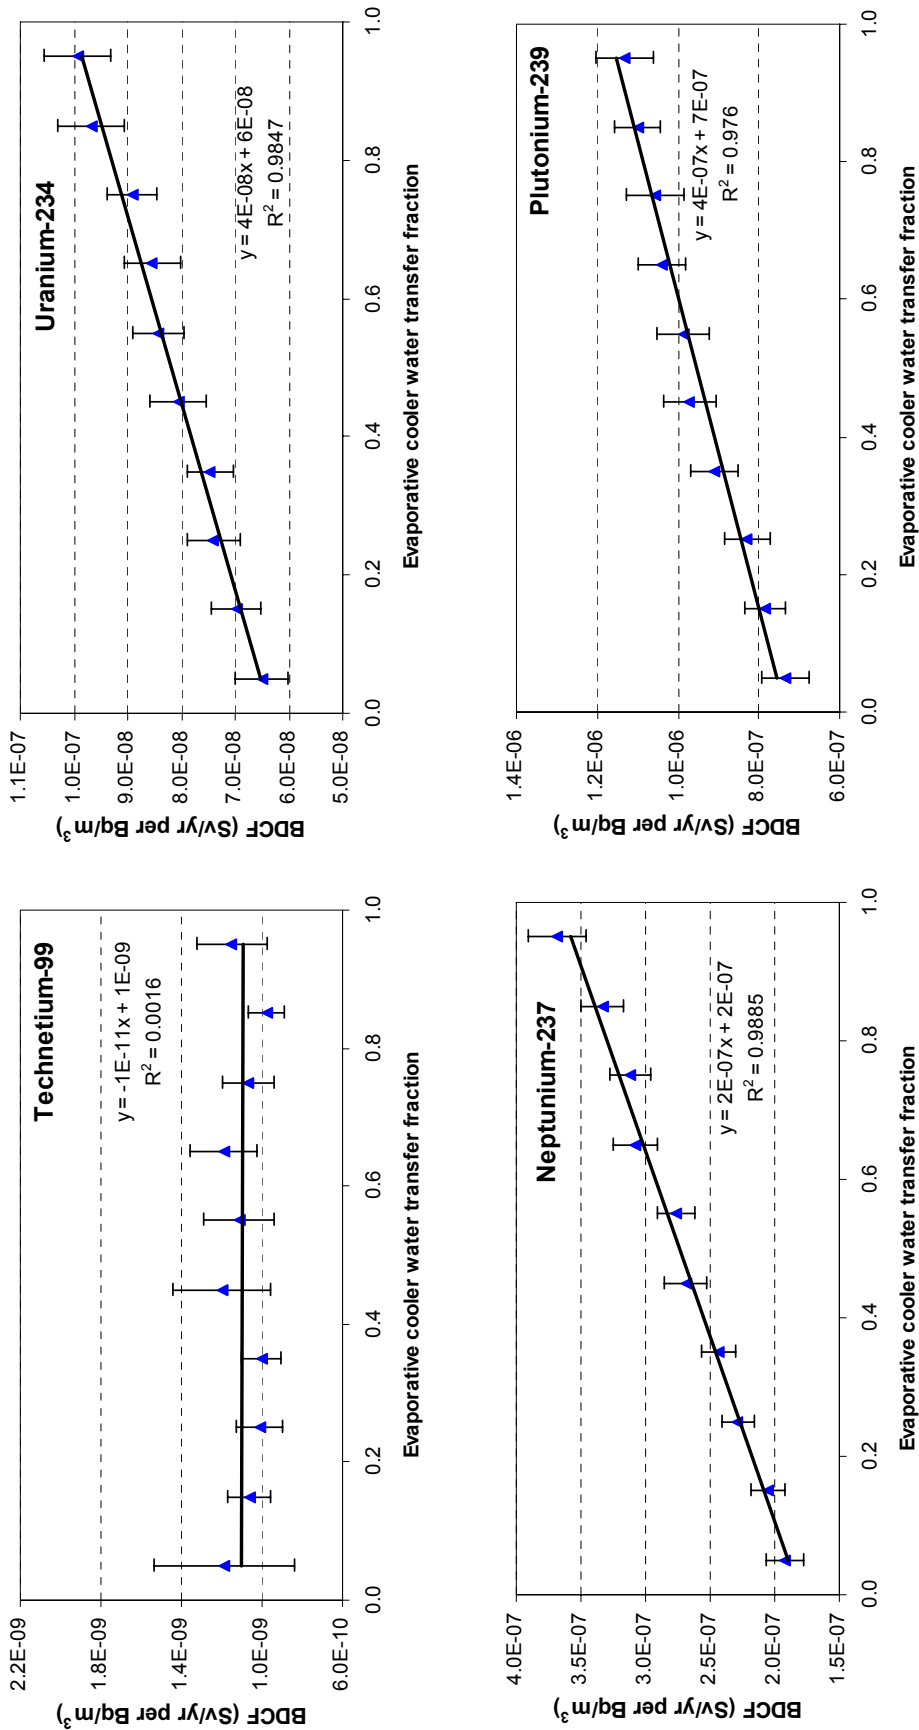 Technetium-99
y = -1E-11x + 1E-09
R² = 0.0016
2.2E-09
1.8E-09
1.4E-09
1.0E-09
6.0E-10
0.0 0.2 0.4 0.6 0.8 1.0
BDCF (Sv/yr per Bq/m³)
Evaporative cooler water transfer fraction
Uranium-234
y = 4E-08x + 6E-08
R² = 0.9847
1.1E-07
1.0E-07
9.0E-08
8.0E-08
7.0E-08
6.0E-08
5.0E-08
0.0 0.2 0.4 0.6 0.8 1.0
BDCF (Sv/yr per Bq/m³)
Evaporative cooler water transfer fraction
Neptunium-237
y = 2E-07x + 2E-07
R² = 0.9885
4.0E-07
3.5E-07
3.0E-07
2.5E-07
2.0E-07
1.5E-07
0.0 0.2 0.4 0.6 0.8 1.0
BDCF (Sv/yr per Bq/m³)
Evaporative cooler water transfer fraction
Plutonium-239
y = 4E-07x + 7E-07
R² = 0.976
1.4E-06
1.2E-06
1.0E-06
8.0E-07
6.0E-07
0.0 0.2 0.4 0.6 0.8 1.0
BDCF (Sv/yr per Bq/m³)
Evaporative cooler water transfer fraction